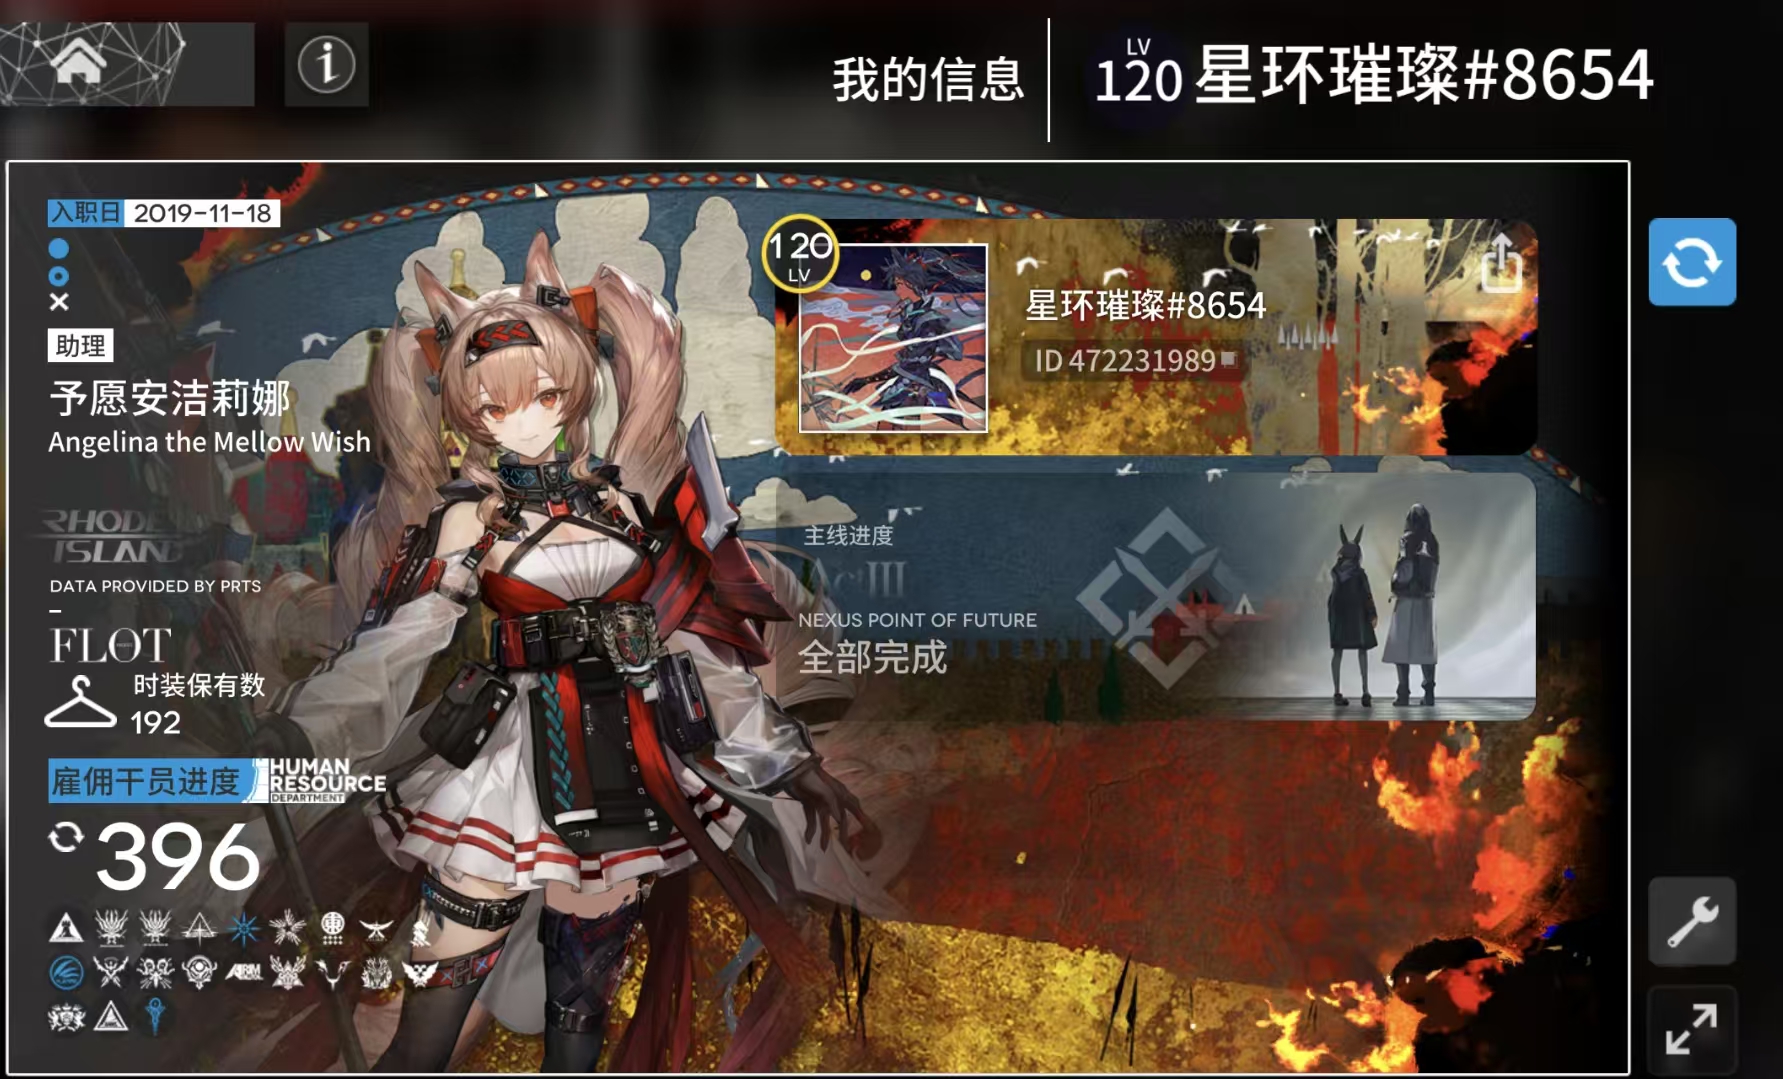 我的信息
LV
120 星环璀璨#8654
入职日 2019-11-18
助理
予愿安洁莉娜
Angelina the Mellow Wish
RHODES
ISLAND
DATA PROVIDED BY PRTS
FLOT
时装保有数
192
雇佣干员进度
HUMAN
RESOURCE
DEPARTMENT
396
120
LV
星环璀璨#8654
ID 472231989
主线进度
Act III
NEXUS POINT OF FUTURE
全部完成